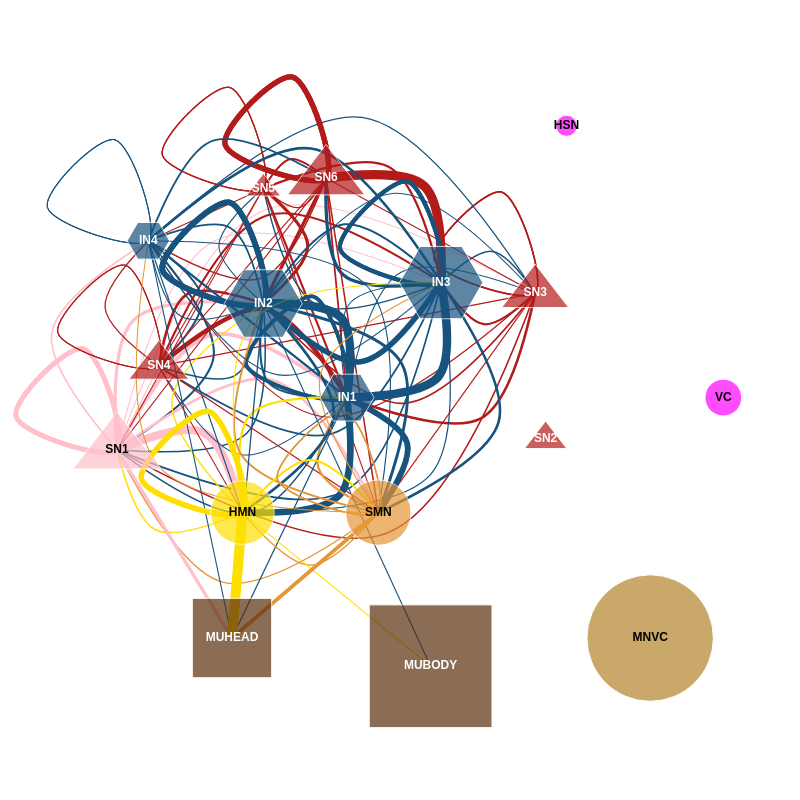 HSN
SN6
SN5
IN4
IN3
SN3
IN2
SN4
IN1
VC
SN2
SN1
HMN
SMN
MUHEAD
MNVC
MUBODY